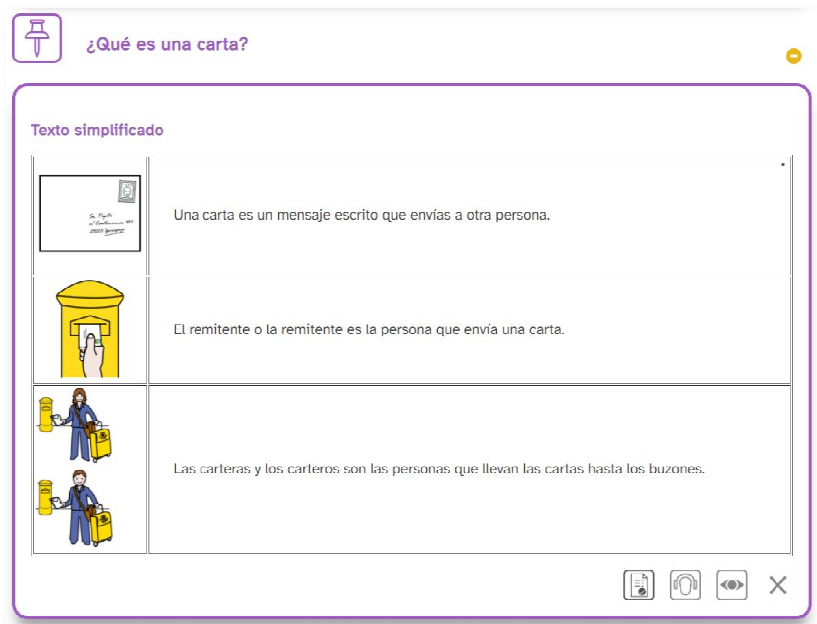 ¿Qué es una carta?
Texto simplificado
Una carta es un mensaje escrito que envías a otra persona.
El remitente o la remitente es la persona que envía una carta.
Las carteras y los carteros son las personas que llevan las cartas hasta los buzones.